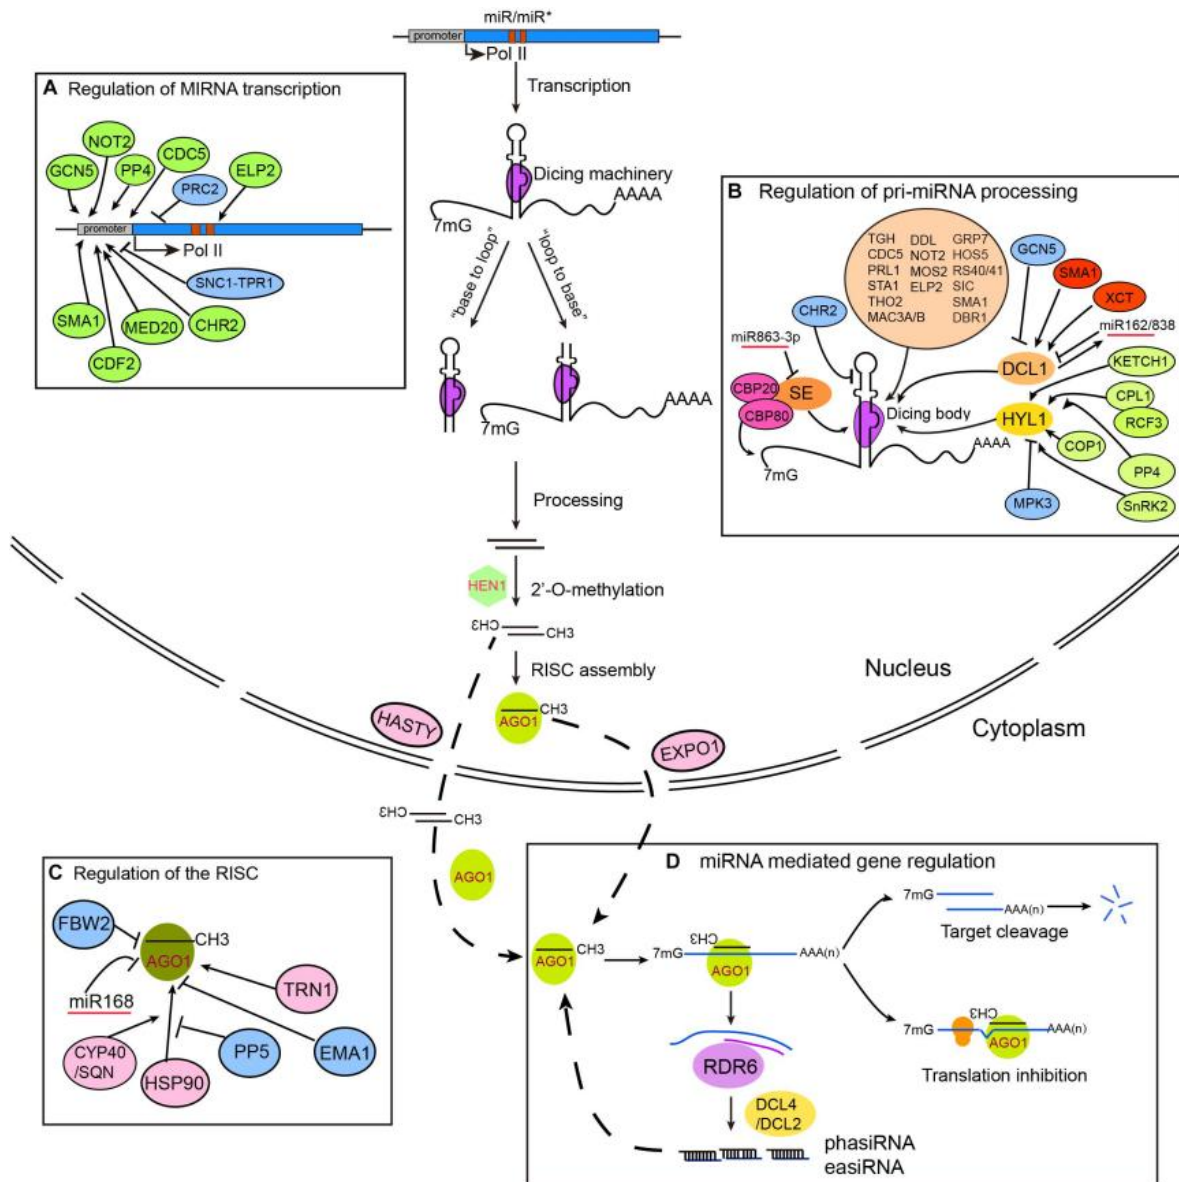 miR/miR*
promoter
Pol II
Transcription
Dicing machinery
AAAA
7mG
"base to loop"
"loop to base"
AAAA
7mG
Processing
HEN1
2'-O-methylation
CH3
CH3
RISC assembly
CH3
AGO1
Nucleus
Cytoplasm
HASTY
EXPO1
CH3
CH3
AGO1
A Regulation of MIRNA transcription
NOT2
CDC5
GCN5
PP4
ELP2
PRC2
promoter
Pol II
SNC1-TPR1
SMA1
MED20
CHR2
CDF2
B Regulation of pri-miRNA processing
TGH DDL GRP7
CDC5 NOT2 HOS5
PRL1 MOS2 RS40/41
STA1 ELP2 SIC
THO2 SMA1
MAC3A/B DBR1
GCN5
SMA1
XCT
CHR2
miR863-3p
miR162/838
DCL1
KETCH1
CBP20
SE
CBP80
Dicing body
HYL1
CPL1
RCF3
AAAA
COP1
7mG
PP4
MPK3
SnRK2
C Regulation of the RISC
FBW2
CH3
AGO1
miR168
TRN1
CYP40
/SQN
HSP90
PP5
EMA1
D miRNA mediated gene regulation
7mG
AAA(n)
Target cleavage
CH3
AGO1
7mG
CH3
AAA(n)
AGO1
7mG
CH3
AAA(n)
AGO1
Translation inhibition
RDR6
DCL4
/DCL2
phasiRNA
easiRNA